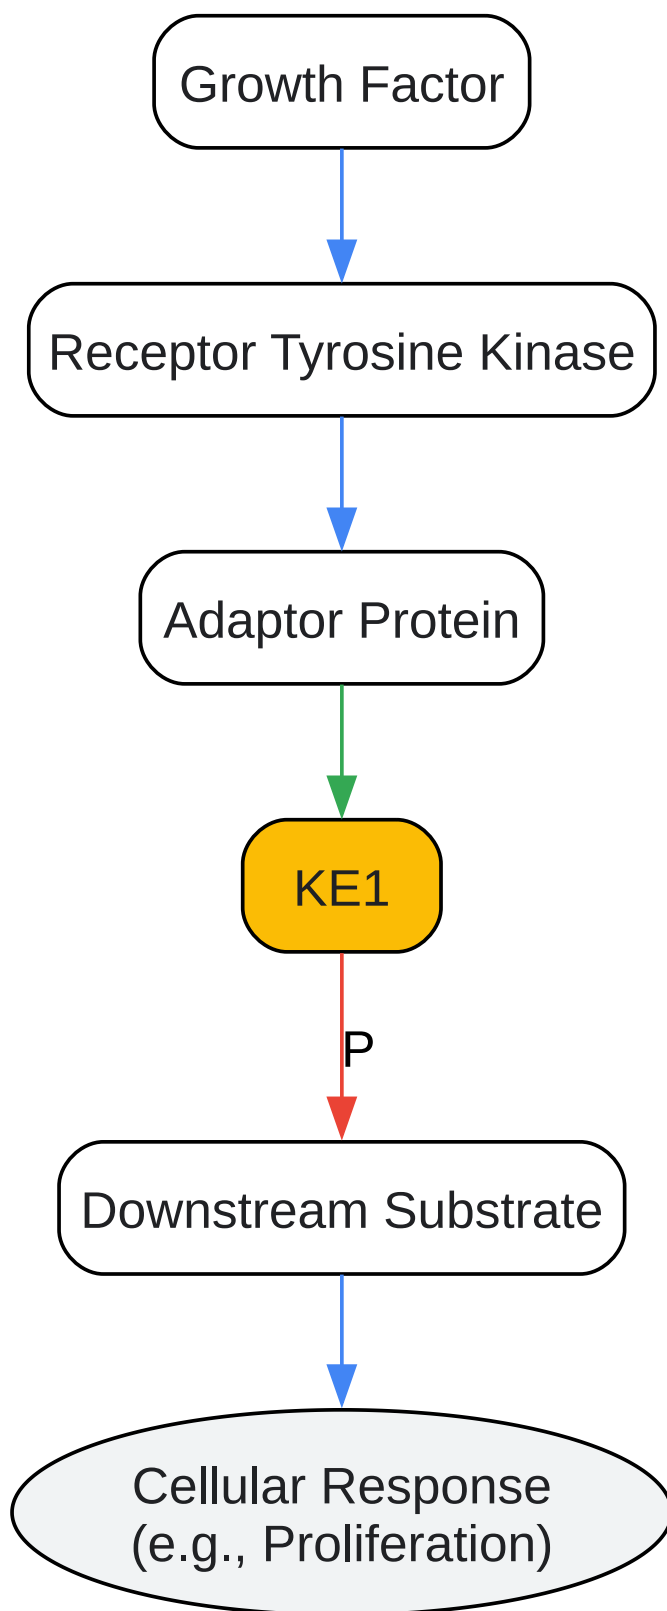 Growth Factor
Receptor Tyrosine Kinase
Adaptor Protein
KE1
P
Downstream Substrate
Cellular Response
(e.g., Proliferation)